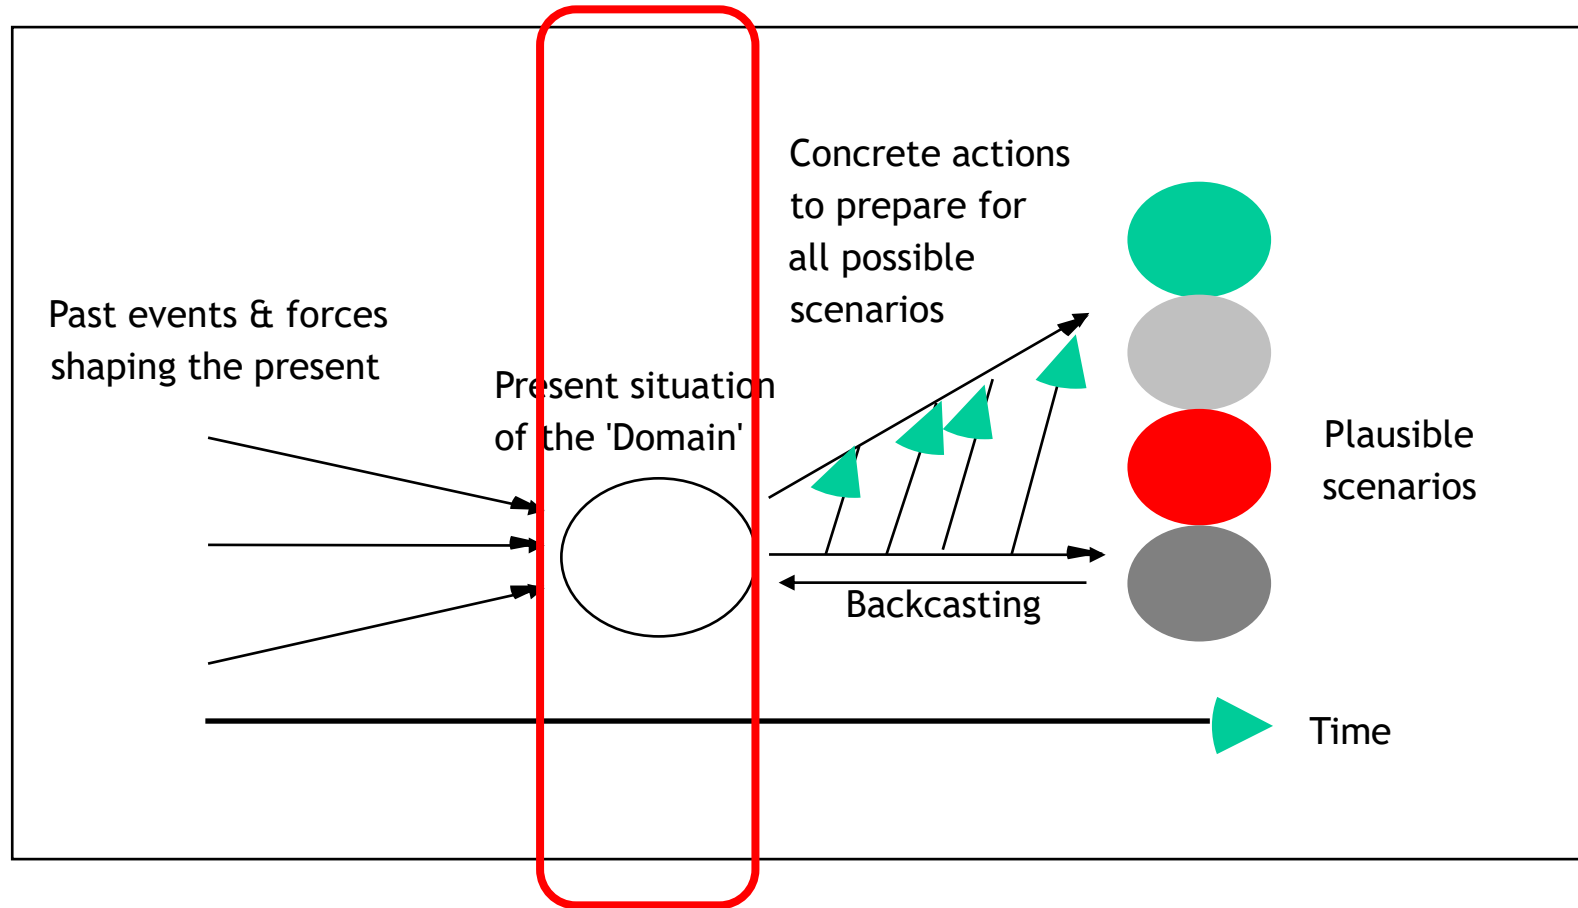 Past events & forces
shaping the present
Present situation
of the 'Domain'
Concrete actions
to prepare for
all possible
scenarios
Backcasting
Plausible
scenarios
Time